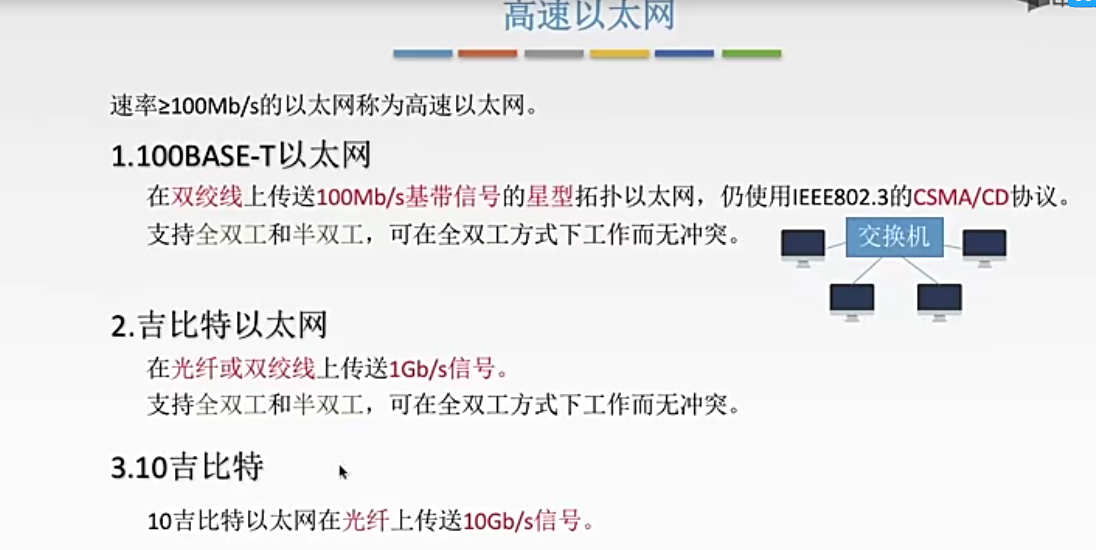 高速以太网
速率≥100Mb/s的以太网称为高速以太网。
1.100BASE-T以太网
在双绞线上传送100Mb/s基带信号的星型拓扑以太网，仍使用IEEE802.3的CSMA/CD协议。
支持全双工和半双工，可在全双工方式下工作而无冲突。
交换机
2.吉比特以太网
在光纤或双绞线上传送1Gb/s信号。
支持全双工和半双工，可在全双工方式下工作而无冲突。
3.10吉比特
10吉比特以太网在光纤上传送10Gb/s信号。